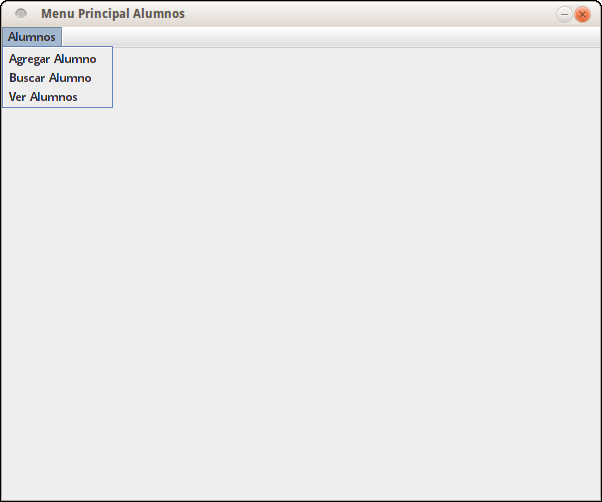 Menu Principal Alumnos
Alumnos
Agregar Alumno
Buscar Alumno
Ver Alumnos